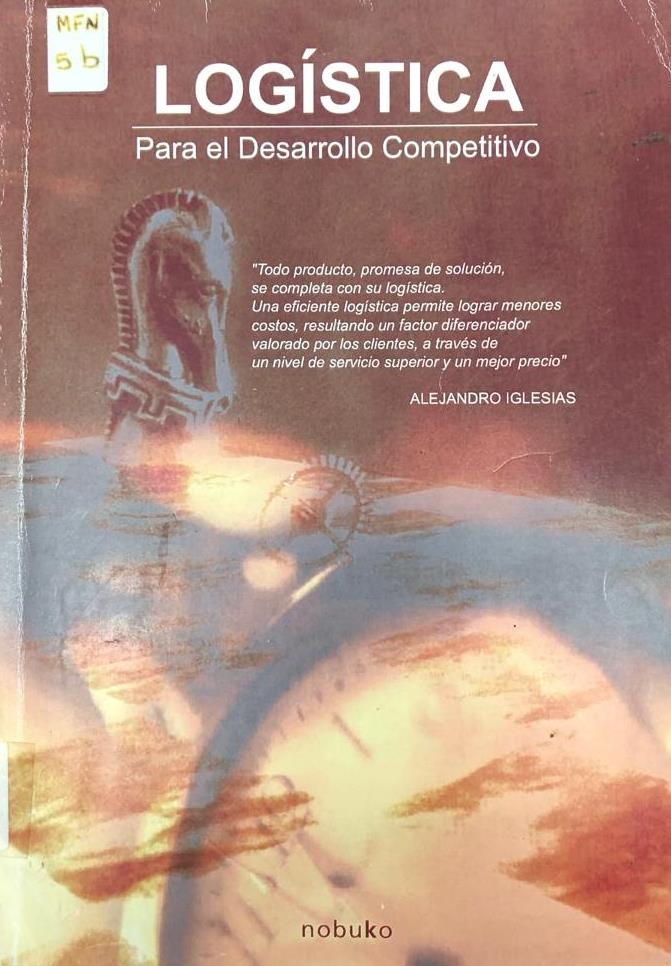 MFN
5 b
LOGÍSTICA
Para el Desarrollo Competitivo
"Todo producto, promesa de solución,
se completa con su logística.
Una eficiente logística permite lograr menores
costos, resultando un factor diferenciador
valorado por los clientes, a través de
un nivel de servicio superior y un mejor precio"
ALEJANDRO IGLESIAS
nobuko